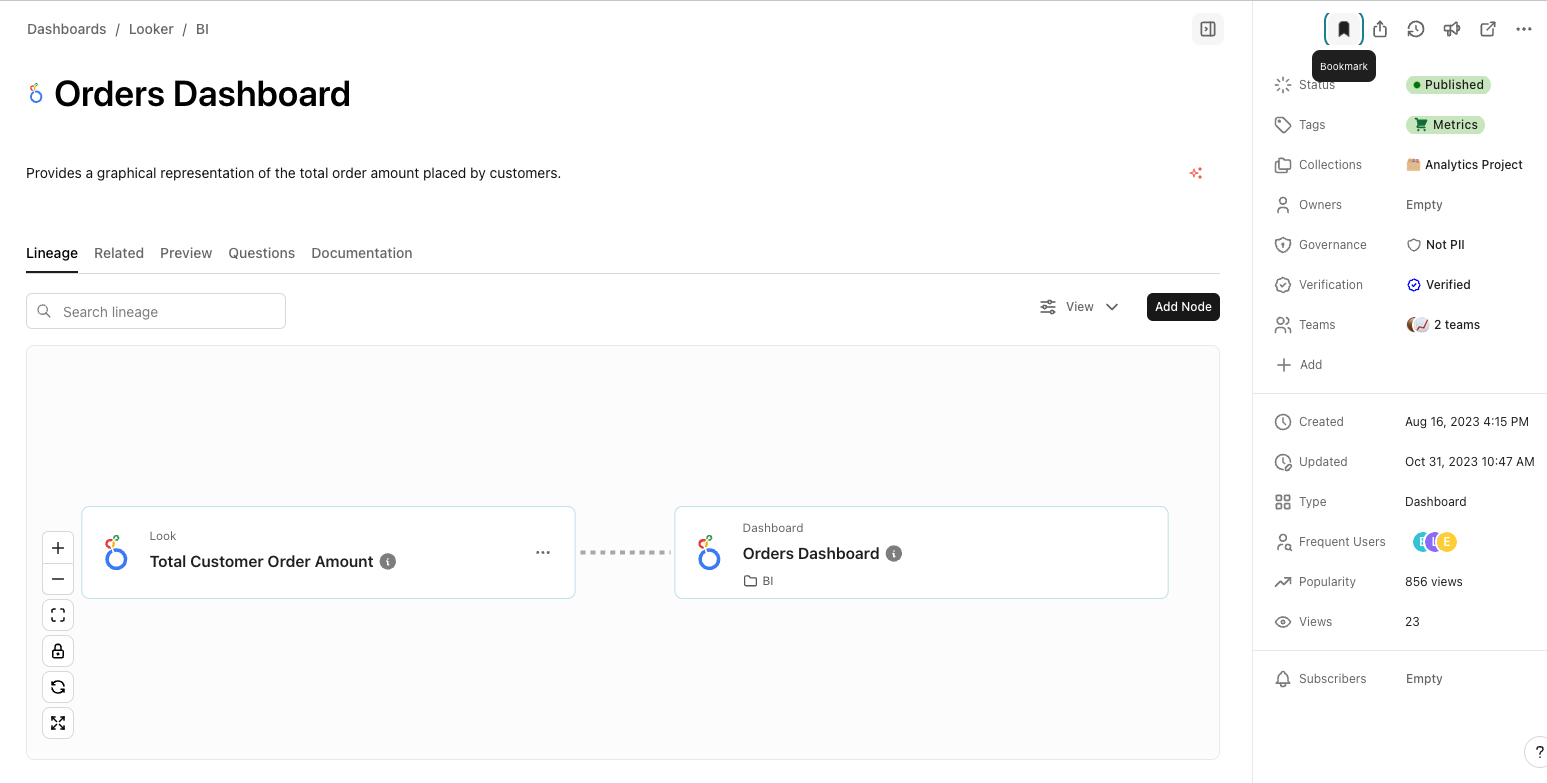 Dashboards / Looker / BI
Orders Dashboard
Provides a graphical representation of the total order amount placed by customers.
Lineage Related Preview Questions Documentation
Search lineage
View
Add Node
Look
Total Customer Order Amount
Dashboard
Orders Dashboard
BI
Bookmark
Status Published
Tags Metrics
Collections Analytics Project
Owners Empty
Governance Not PII
Verification Verified
Teams 2 teams
Add
Created Aug 16, 2023 4:15 PM
Updated Oct 31, 2023 10:47 AM
Type Dashboard
Frequent Users E
Popularity 856 views
Views 23
Subscribers Empty
?